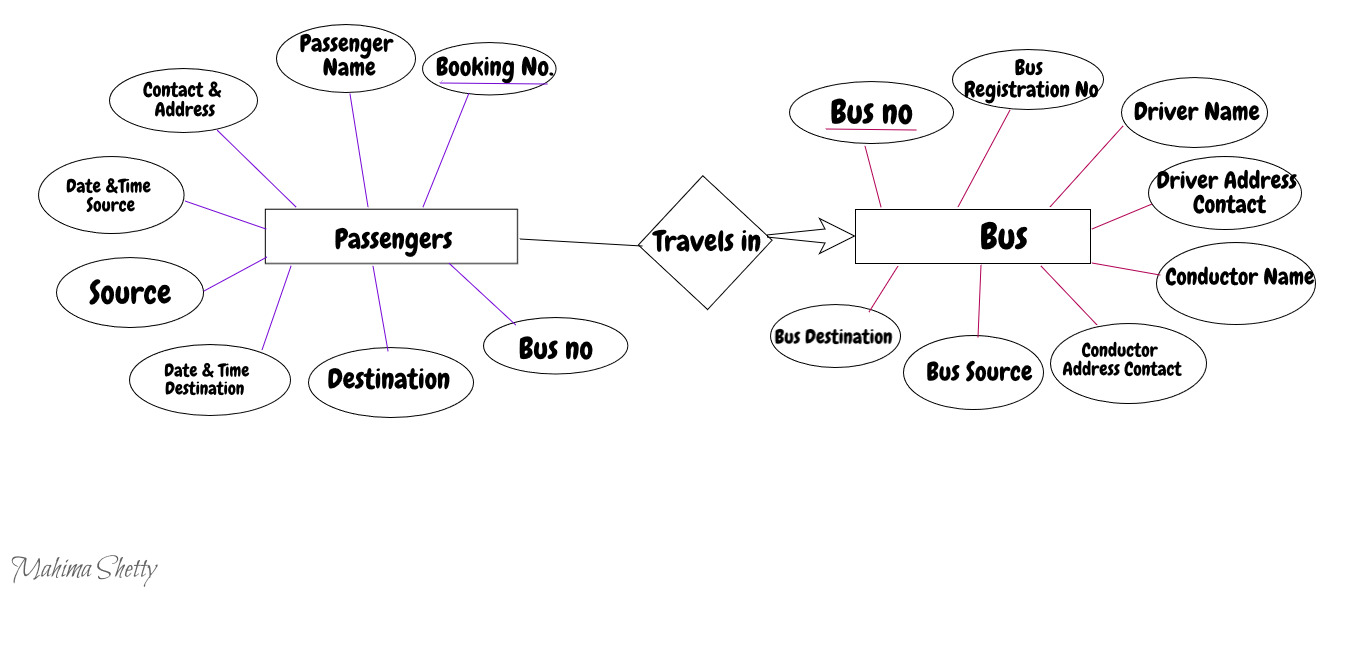 Passenger
Name
Booking No.
Contact &
Address
Date &Time
Source
Source
Date & Time
Destination
Destination
Bus no
Passengers
Travels in
Bus
Bus no
Bus
Registration No
Driver Name
Driver Address
Contact
Conductor Name
Conductor
Address Contact
Bus Source
Bus Destination
Mahima Shetty